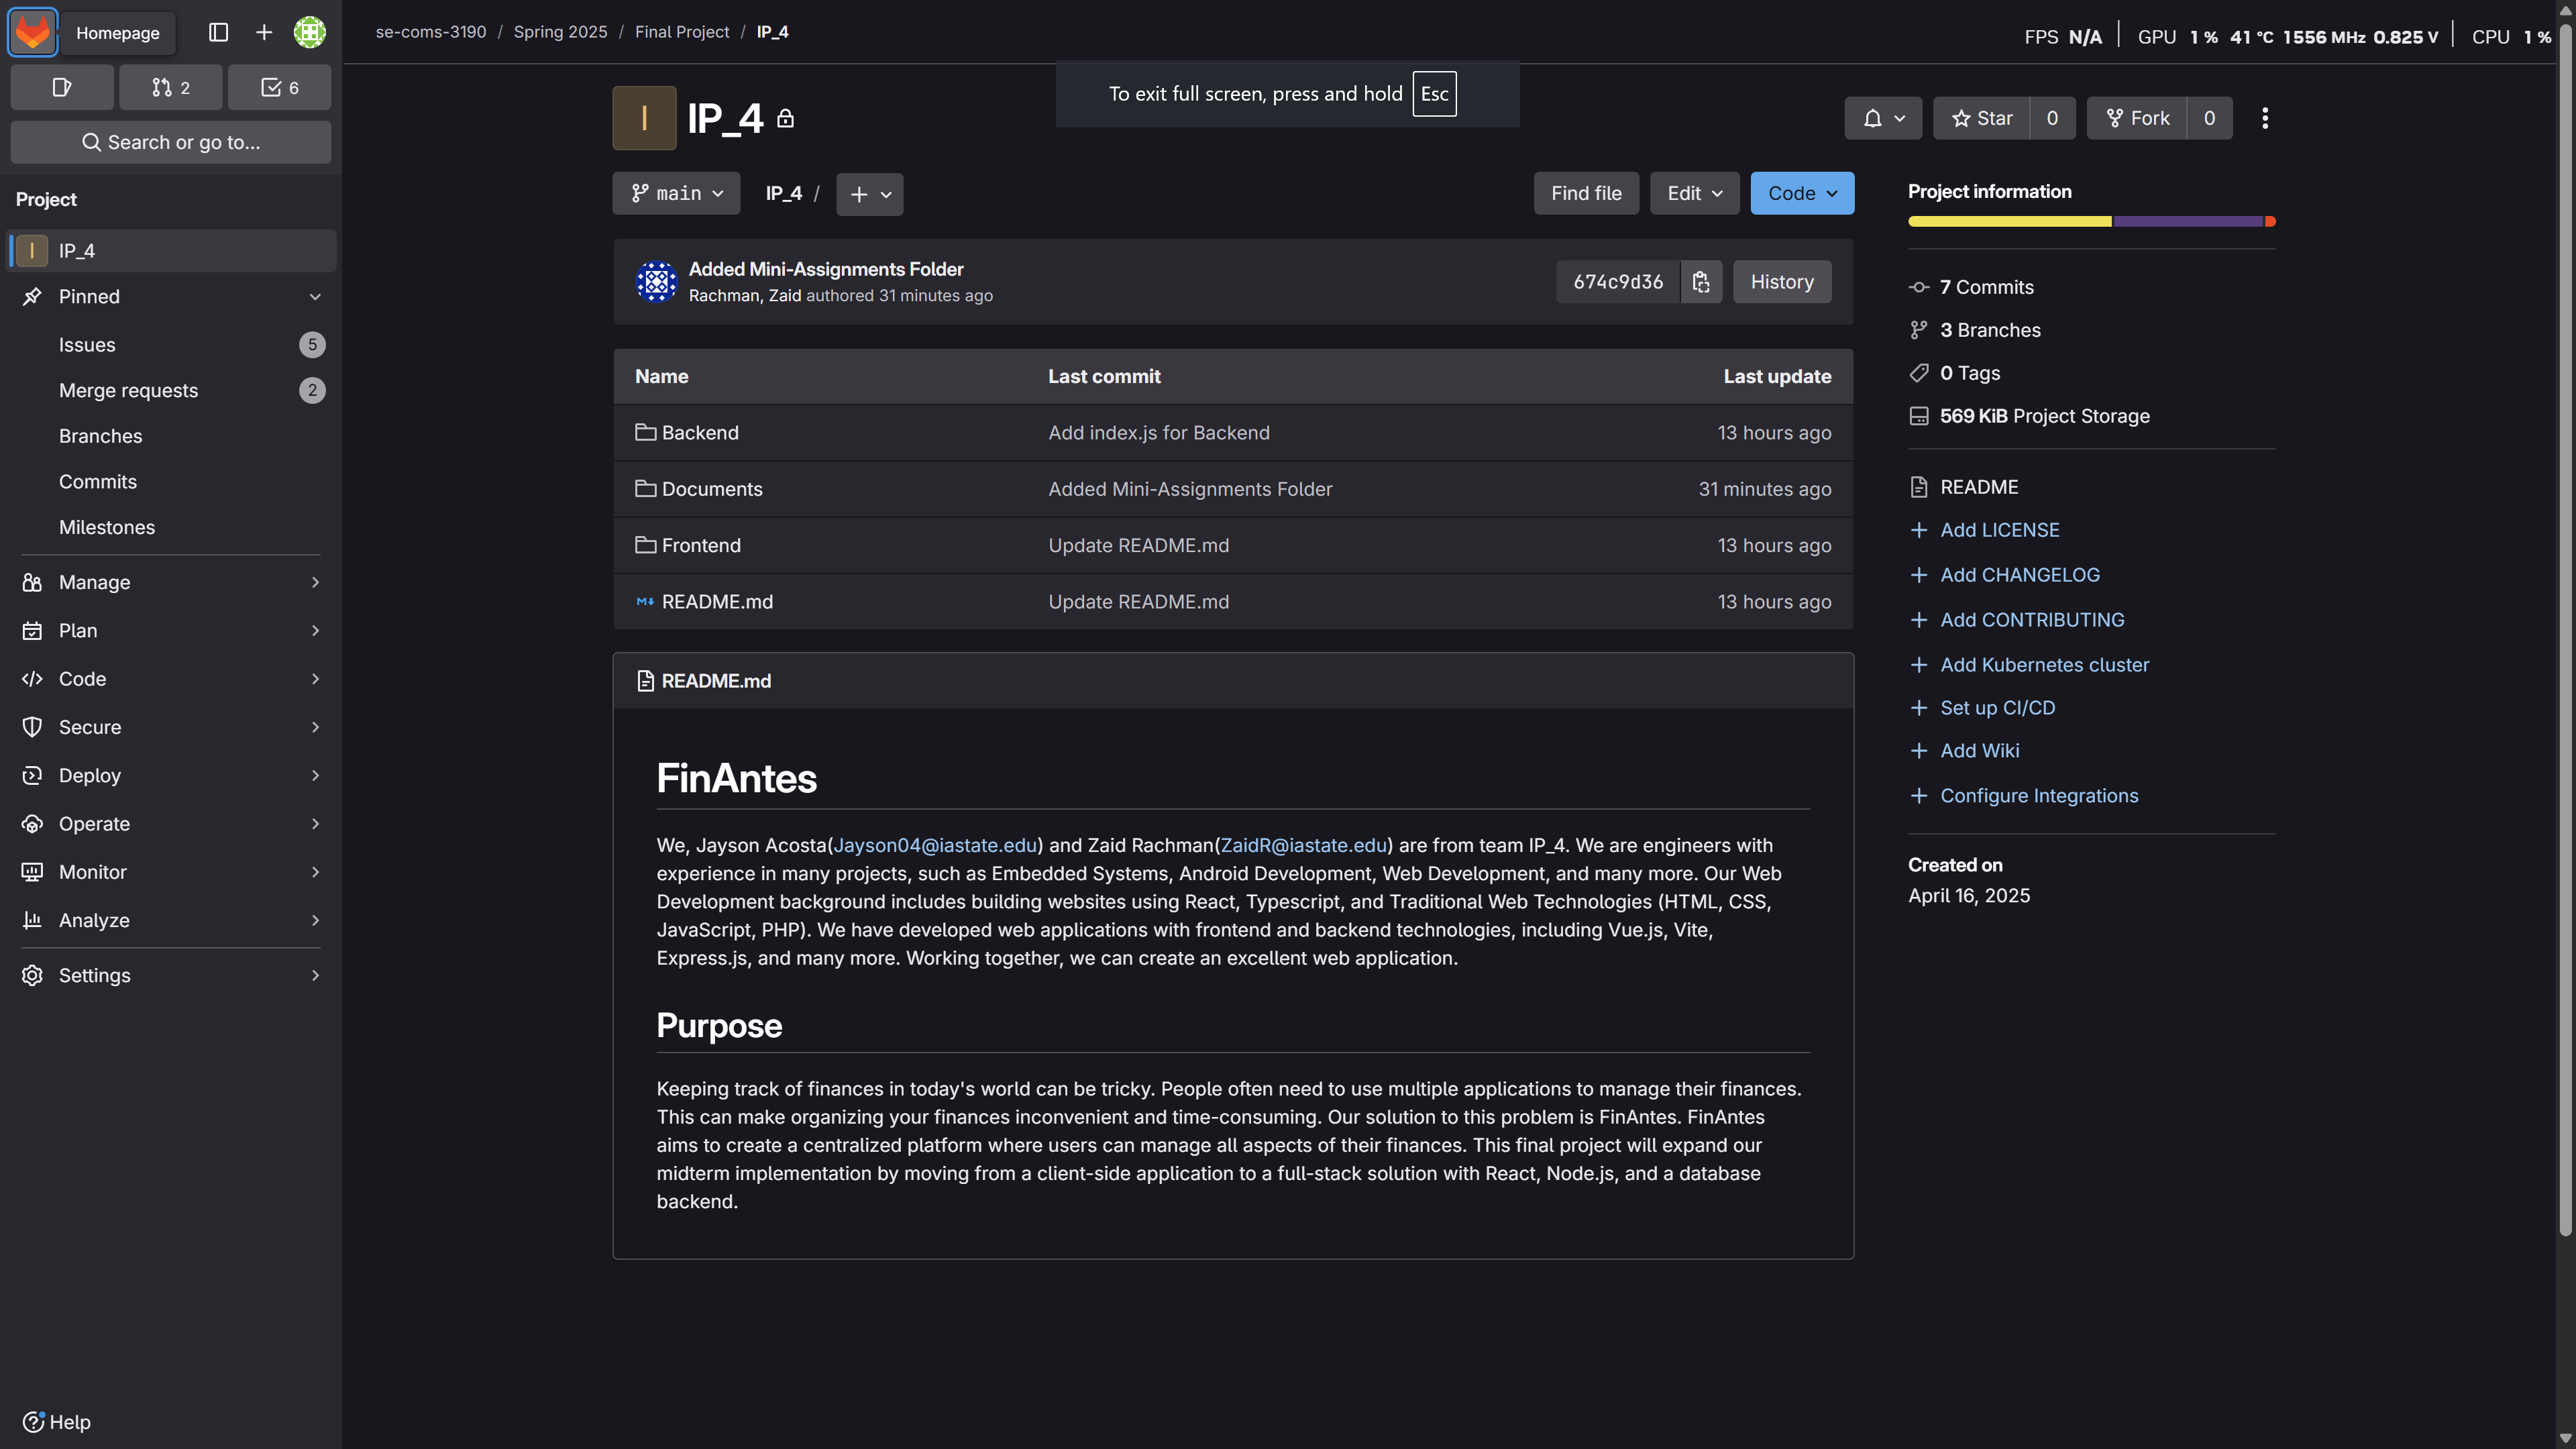 Homepage
se-coms-3190 / Spring 2025 / Final Project / IP_4
FPS N/A GPU 1 % 41 °C 1556 MHz 0.825 V CPU 1 %
2
6
Search or go to...
To exit full screen, press and hold Esc
I IP_4
Star 0
Fork 0
Project
I IP_4
Pinned
Issues 5
Merge requests 2
Branches
Commits
Milestones
Manage
Plan
Code
Secure
Deploy
Operate
Monitor
Analyze
Settings
Help
main IP_4 /
Find file Edit Code
Added Mini-Assignments Folder
Rachman, Zaid authored 31 minutes ago
674c9d36 History
Name Last commit Last update
Backend Add index.js for Backend 13 hours ago
Documents Added Mini-Assignments Folder 31 minutes ago
Frontend Update README.md 13 hours ago
README.md Update README.md 13 hours ago
README.md
FinAntes
We, Jayson Acosta(Jayson04@iastate.edu) and Zaid Rachman(ZaidR@iastate.edu) are from team IP_4. We are engineers with
experience in many projects, such as Embedded Systems, Android Development, Web Development, and many more. Our Web
Development background includes building websites using React, Typescript, and Traditional Web Technologies (HTML, CSS,
JavaScript, PHP). We have developed web applications with frontend and backend technologies, including Vue.js, Vite,
Express.js, and many more. Working together, we can create an excellent web application.
Purpose
Keeping track of finances in today's world can be tricky. People often need to use multiple applications to manage their finances.
This can make organizing your finances inconvenient and time-consuming. Our solution to this problem is FinAntes. FinAntes
aims to create a centralized platform where users can manage all aspects of their finances. This final project will expand our
midterm implementation by moving from a client-side application to a full-stack solution with React, Node.js, and a database
backend.
Project information
7 Commits
3 Branches
0 Tags
569 KiB Project Storage
README
Add LICENSE
Add CHANGELOG
Add CONTRIBUTING
Add Kubernetes cluster
Set up CI/CD
Add Wiki
Configure Integrations
Created on
April 16, 2025